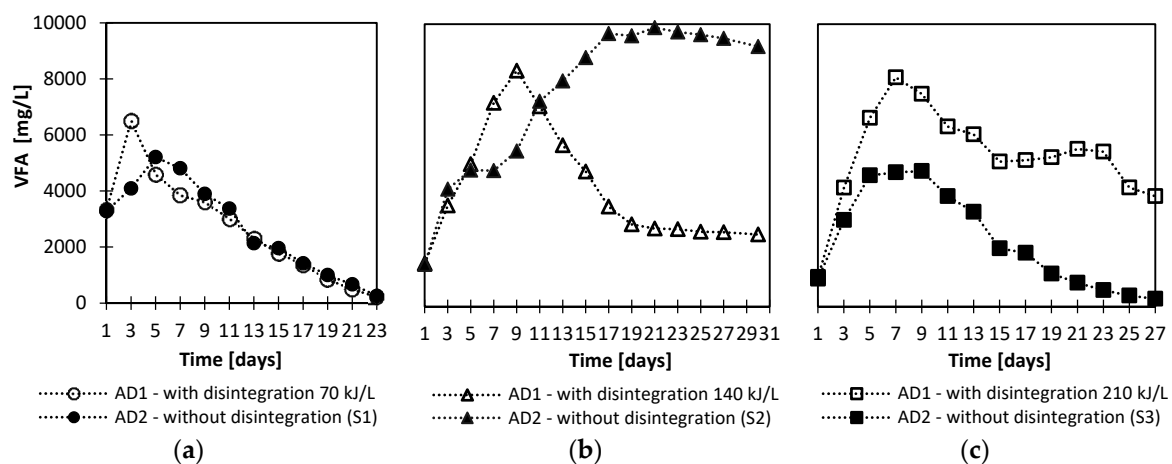 VFA [mg/L]
10000
8000
6000
4000
2000
0
1 3 5 7 9 11 13 15 17 19 21 23
Time [days]
AD1 - with disintegration 70 kJ/L
AD2 - without disintegration (S1)
(a)
1 3 5 7 9 11 13 15 17 19 21 23 25 27 29 31
Time [days]
AD1 - with disintegration 140 kJ/L
AD2 - without disintegration (S2)
(b)
1 3 5 7 9 11 13 15 17 19 21 23 25 27
Time [days]
AD1 - with disintegration 210 kJ/L
AD2 - without disintegration (S3)
(c)